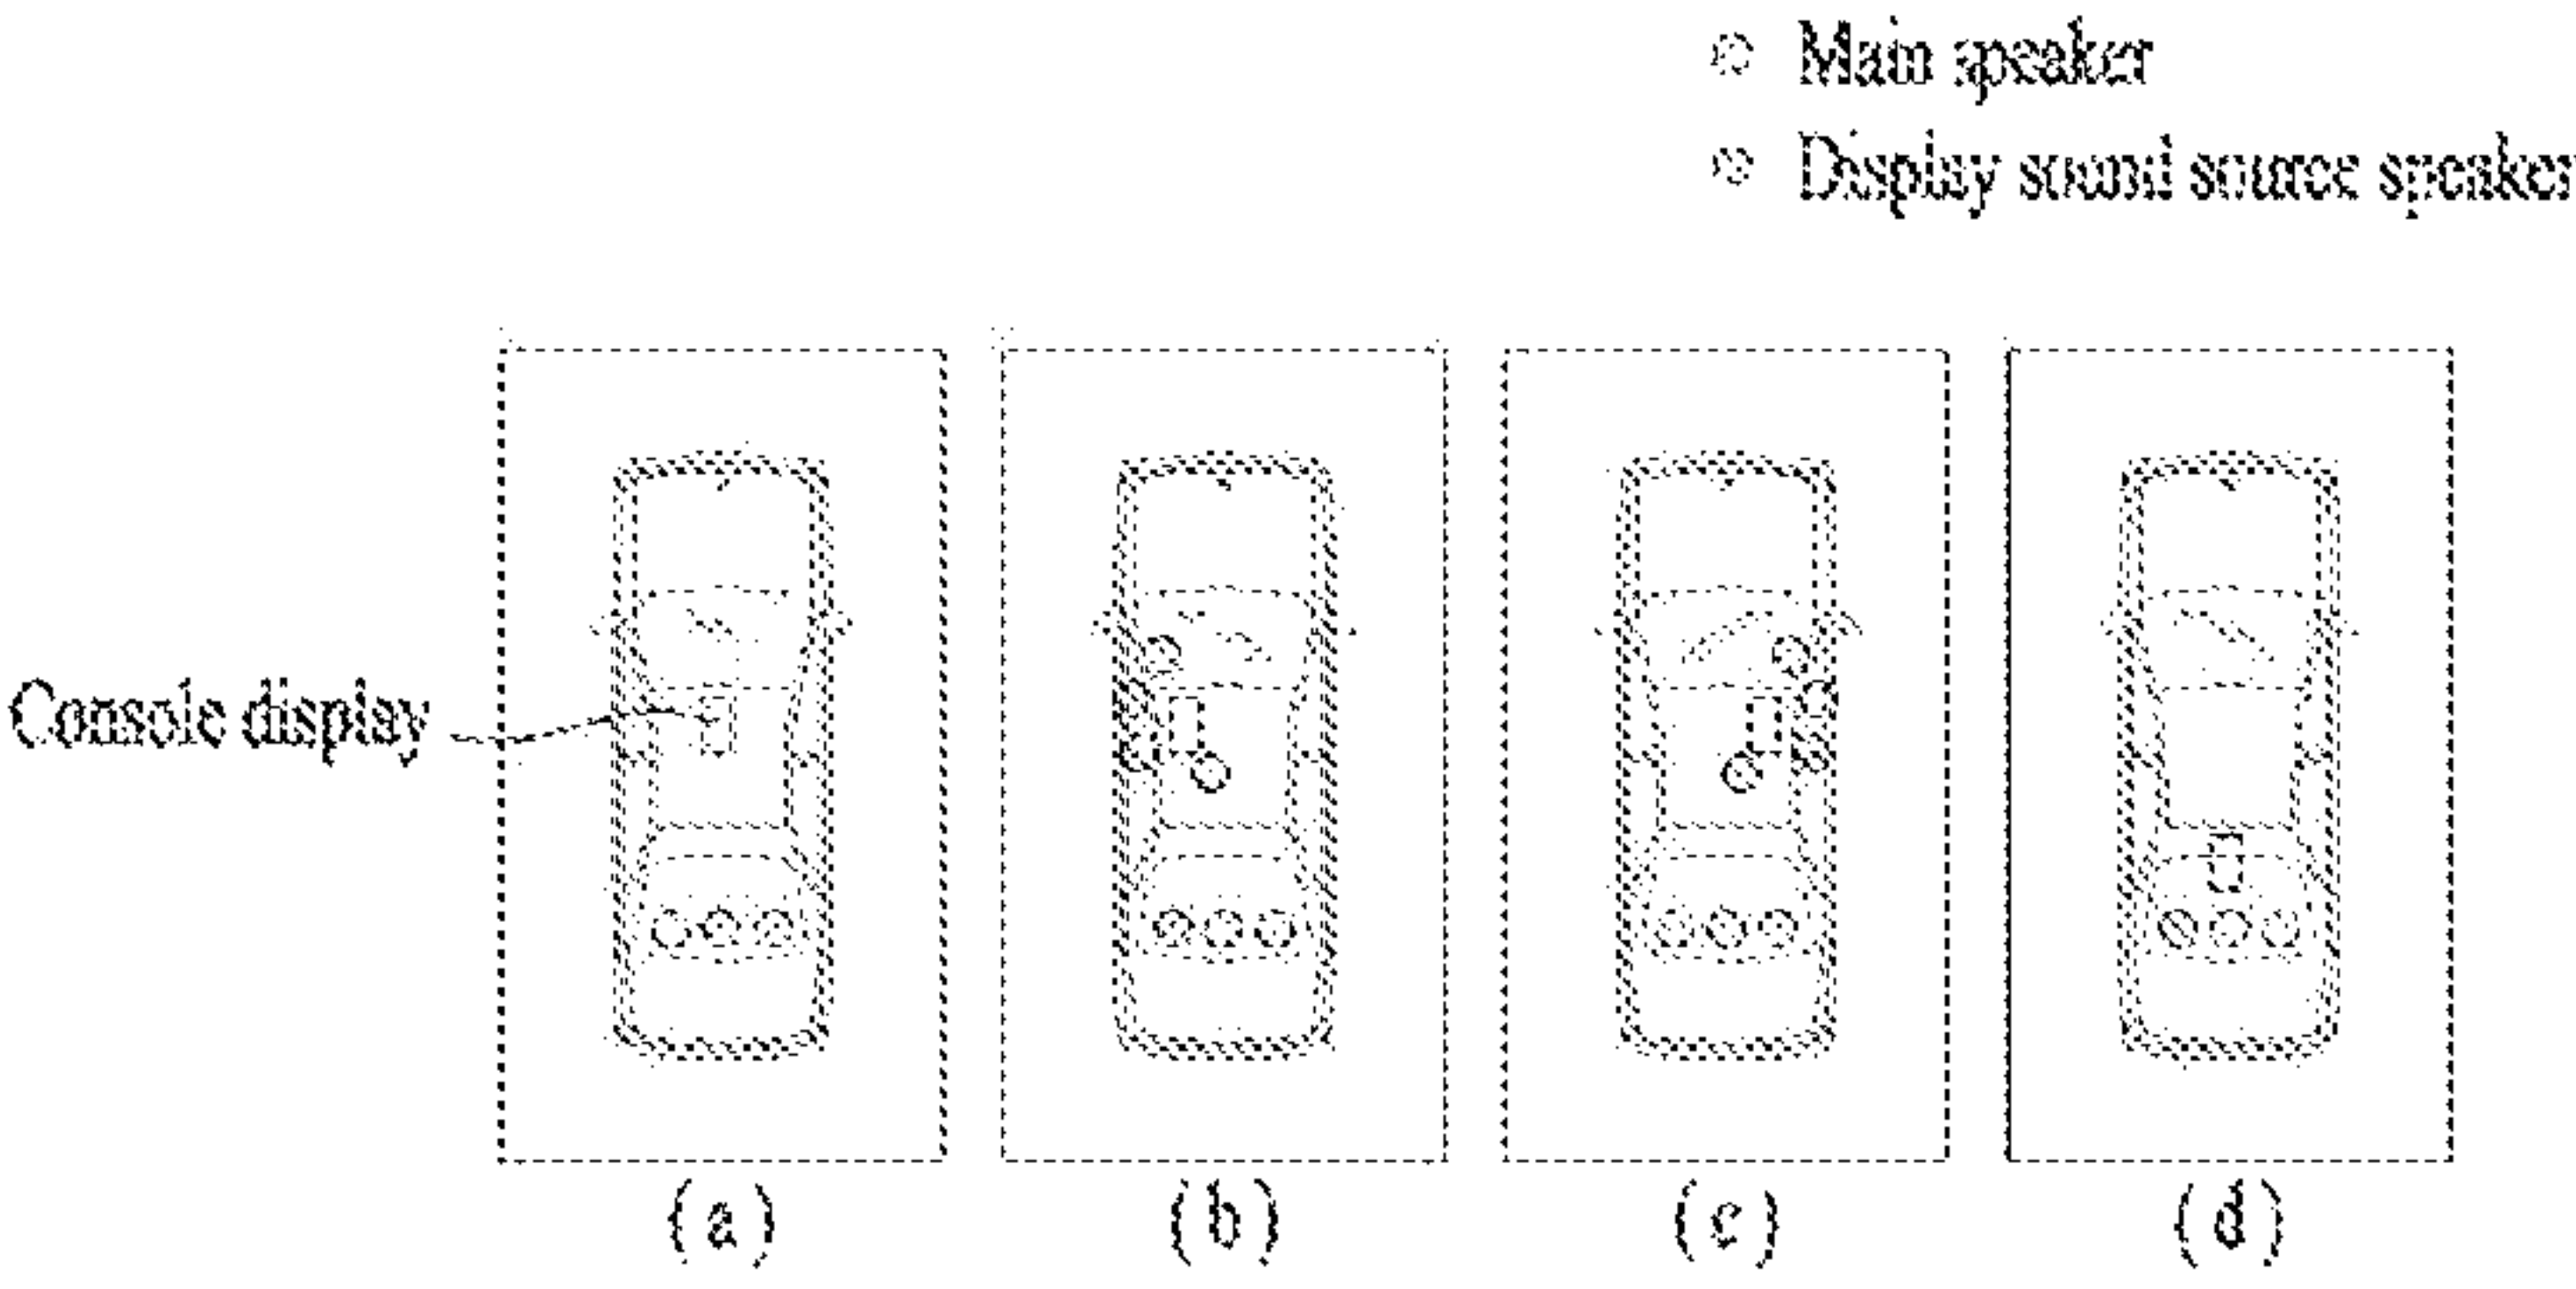 Main speaker
Display sound source speaker
Console display
(a) (b) (c) (d)